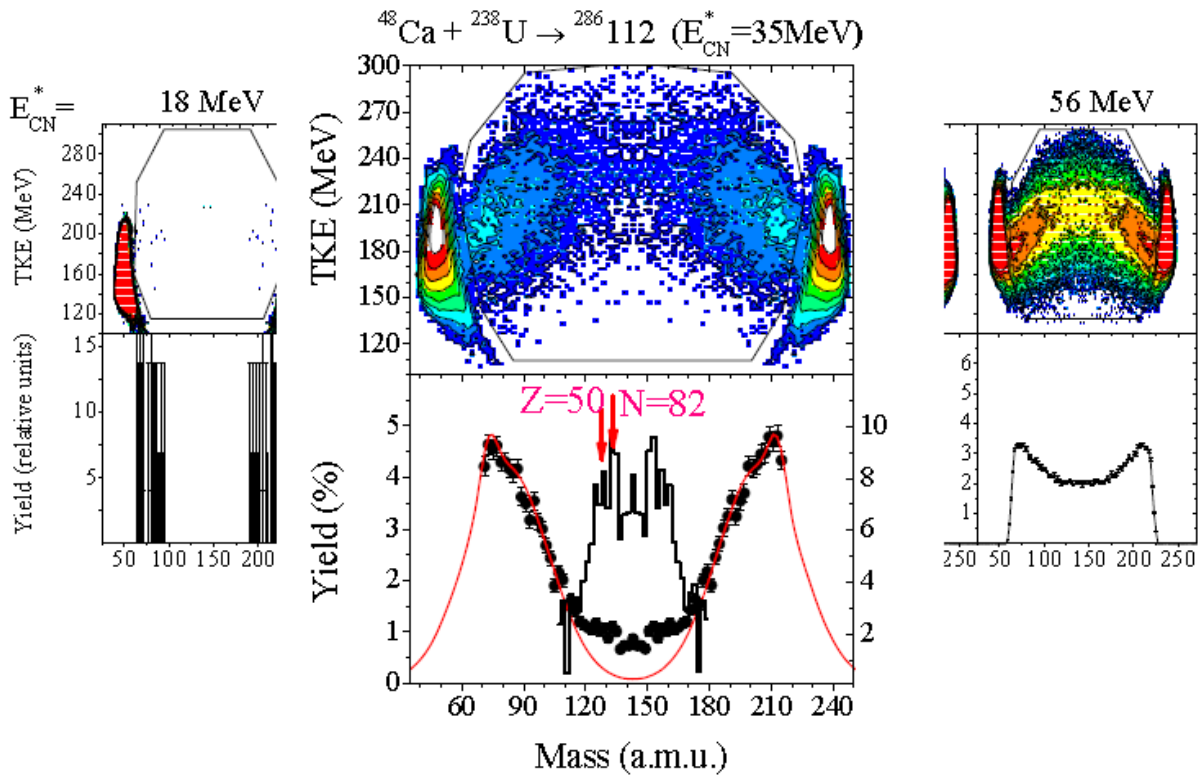 ⁴⁸Ca + ²³⁸U → ²⁸⁶112 (E*CN=35MeV)
E*CN =
18 MeV
56 MeV
TKE (MeV)
280
240
200
160
120
TKE (MeV)
300
270
240
210
180
150
120
Yield (relative units)
15
10
5
50 100 150 200
Z=50 N=82
Yield (%)
5
4
3
2
1
0
10
8
6
4
2
60 90 120 150 180 210 240
Mass (a.m.u.)
6
5
4
3
2
1
250 50 100 150 200 250